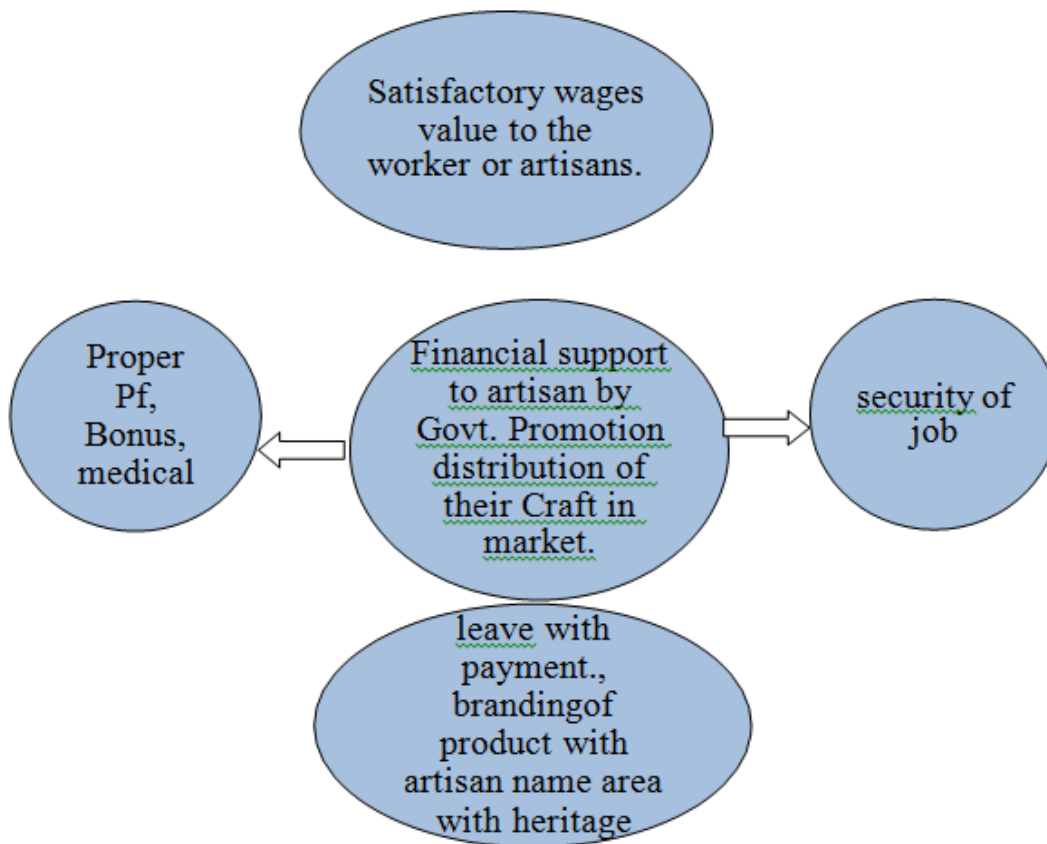 Satisfactory wages
value to the
worker or artisans.
Proper
Pf,
Bonus,
medical
Financial support
to artisan by
Govt. Promotion
distribution of
their Craft in
market.
security of
job
leave with
payment.,
brandingof
product with
artisan name area
with heritage